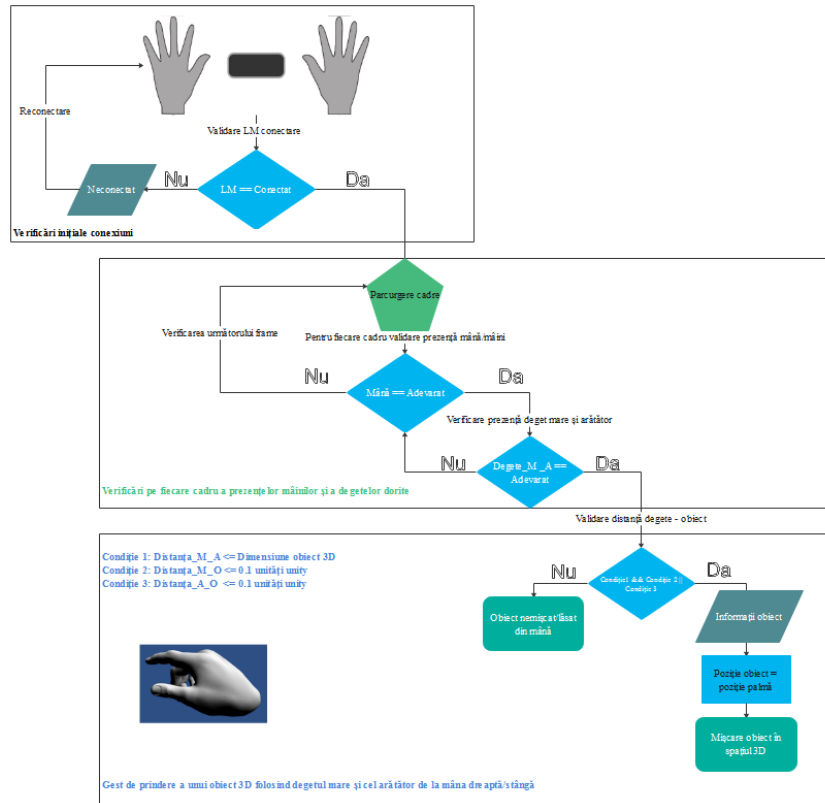 Reconectare
Validare LM conectare
Neconectat
Nu
LM == Conectat
Da
Verificări inițiale conexiuni
Parcurgere cadre
Verificarea următorului frame
Pentru fiecare cadru validare prezență mână/mâini
Nu
Mână == Adevarat
Da
Verificare prezență deget mare și arătător
Nu
Degete_M _A ==
Adevarat
Da
Verificări pe fiecare cadru a prezențelor mâinilor și a degetelor dorite
Validare distanță degete - obiect
Condiție 1: Distanța_M_A <= Dimensiune obiect 3D
Condiție 2: Distanța_M_O <= 0.1 unități unity
Condiție 3: Distanța_A_O <= 0.1 unități unity
Nu
Condiție1 && Condiție 2 ||
Condiție 3
Da
Obiect nemișcat/lăsat
din mână
Informații obiect
Poziție obiect =
poziție palmă
Mișcare obiect în
spațiul 3D
Gest de prindere a unui obiect 3D folosind degetul mare și cel arătător de la mâna dreaptă/stângă